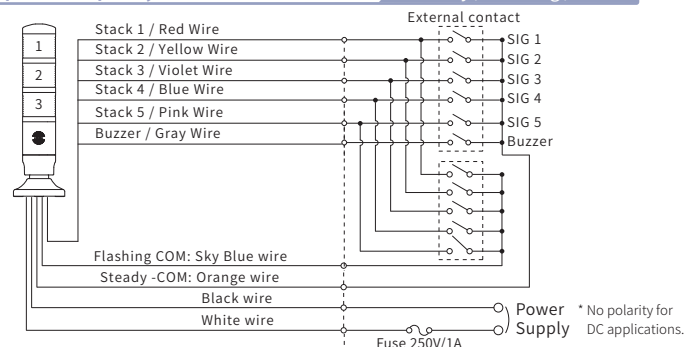 External contact
Stack 1 / Red Wire
Stack 2 / Yellow Wire
Stack 3 / Violet Wire
Stack 4 / Blue Wire
Stack 5 / Pink Wire
Buzzer / Gray Wire
SIG 1
SIG 2
SIG 3
SIG 4
SIG 5
Buzzer
1
2
3
Flashing COM: Sky Blue wire
Steady -COM: Orange wire
Black wire
White wire
Fuse 250V/1A
Power
Supply
* No polarity for
DC applications.